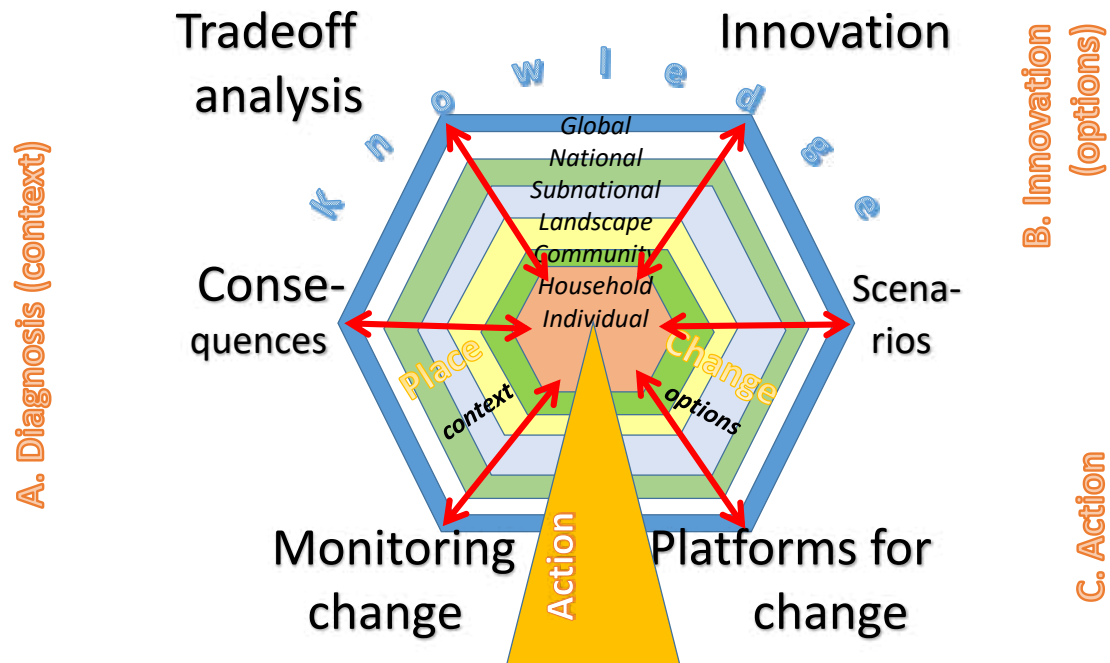 Tradeoff
analysis
Innovation
Knowledge
A. Diagnosis (context)
B. Innovation
(options)
Global
National
Subnational
Landscape
Community
Household
Individual
Conse-
quences
Scena-
rios
Place
context
Change
options
Monitoring
change
Action
Platforms for
change
C. Action